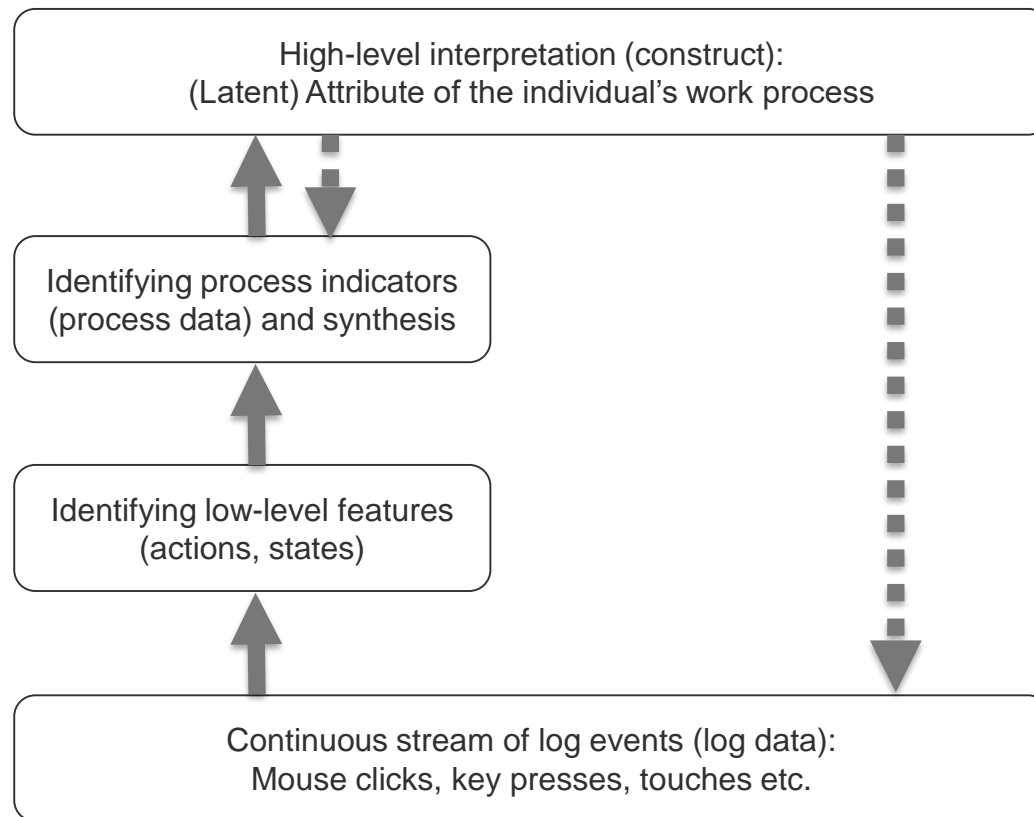 High-level interpretation (construct):
(Latent) Attribute of the individual’s work process
Identifying process indicators
(process data) and synthesis
Identifying low-level features
(actions, states)
Continuous stream of log events (log data):
Mouse clicks, key presses, touches etc.